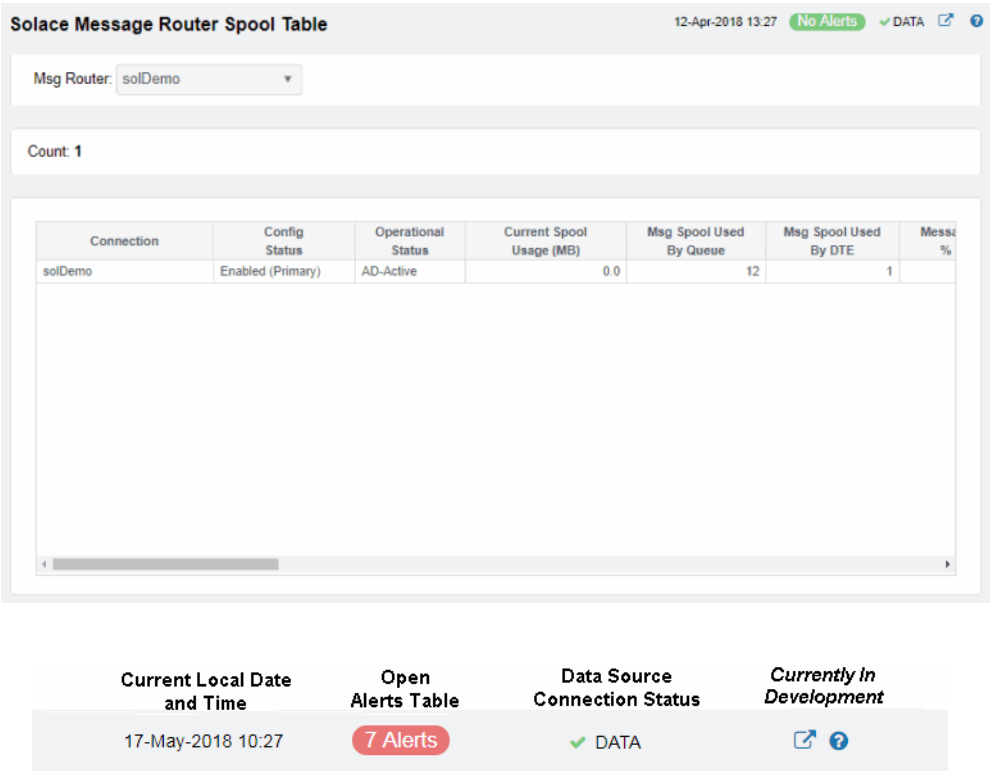 Solace Message Router Spool Table
12-Apr-2018 13:27 No Alerts DATA
Msg Router: solDemo
Count: 1
Connection Config Status Operational Status Current Spool Usage (MB) Msg Spool Used By Queue Msg Spool Used By DTE Messa %
solDemo Enabled (Primary) AD-Active 0.0 12 1
Current Local Date and Time Open Alerts Table Data Source Connection Status Currently In Development
17-May-2018 10:27 7 Alerts DATA